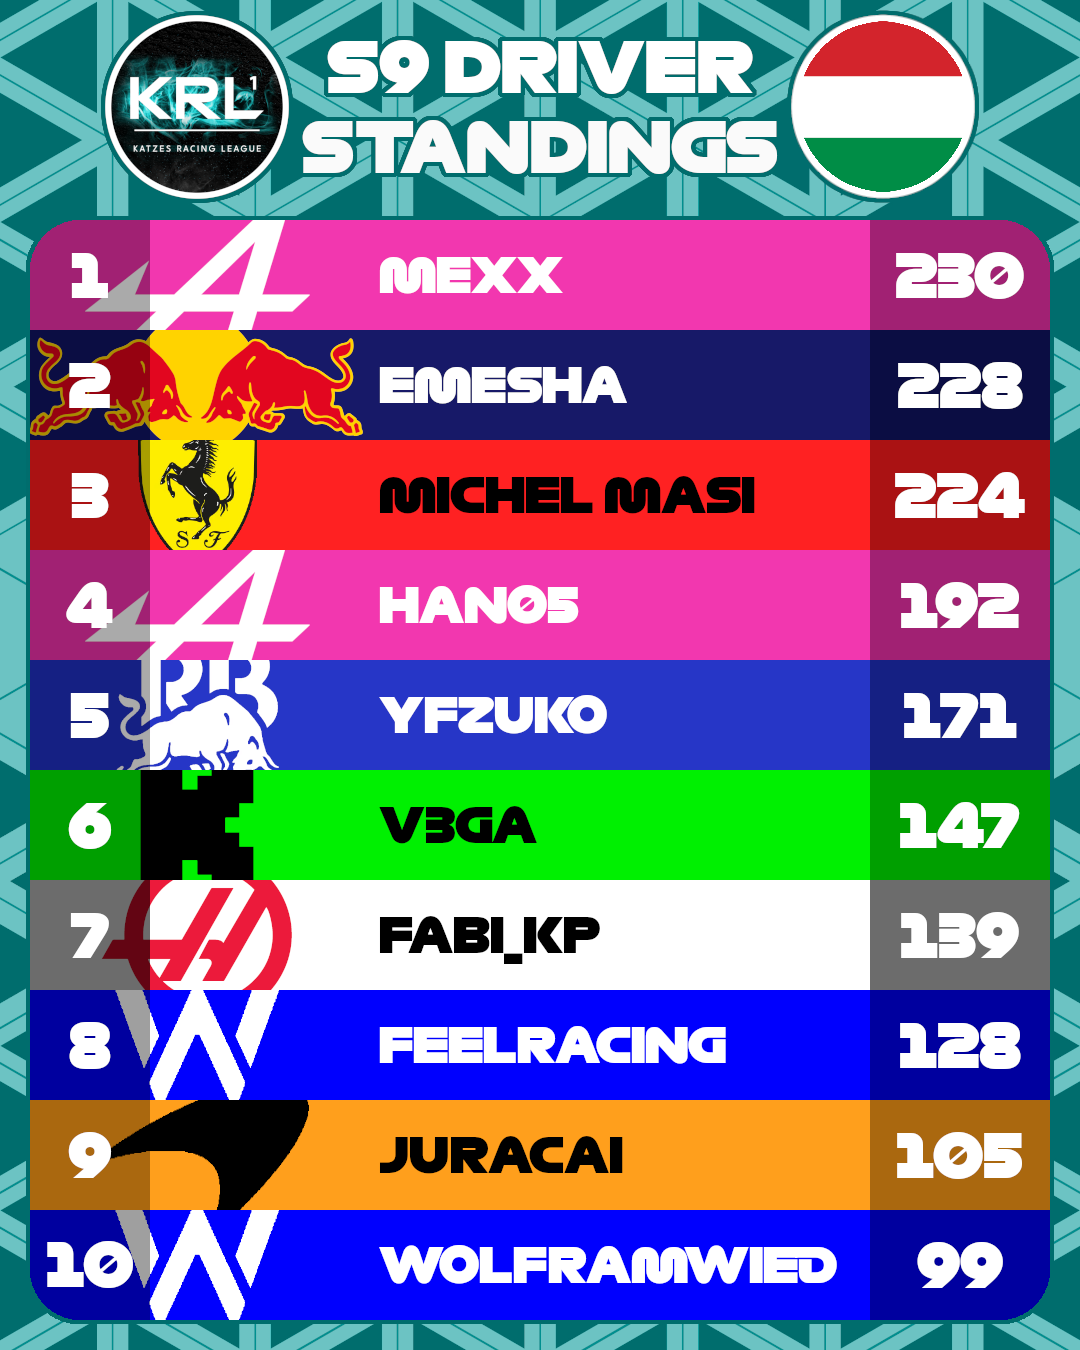 KRL1
KATZES RACING LEAGUE
S9 DRIVER
STANDINGS
1 MEXX 230
2 EMESHA 228
3 S F MICHEL MASI 224
4 HAN05 192
5 RB YFZUKO 171
6 V3GA 147
7 FABI_KP 139
8 W FEELRACING 128
9 JURACAI 105
10 W WOLFRAMWIED 99